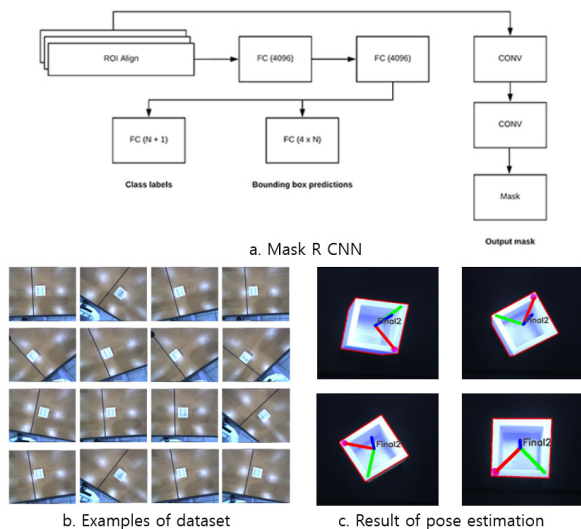 ROI Align
FC (4096)
FC (4096)
CONV
FC (N + 1)
FC (4 x N)
CONV
Class labels
Bounding box predictions
Mask
Output mask
a. Mask R CNN
Final2
Final2
Final2
Final2
b. Examples of dataset
c. Result of pose estimation